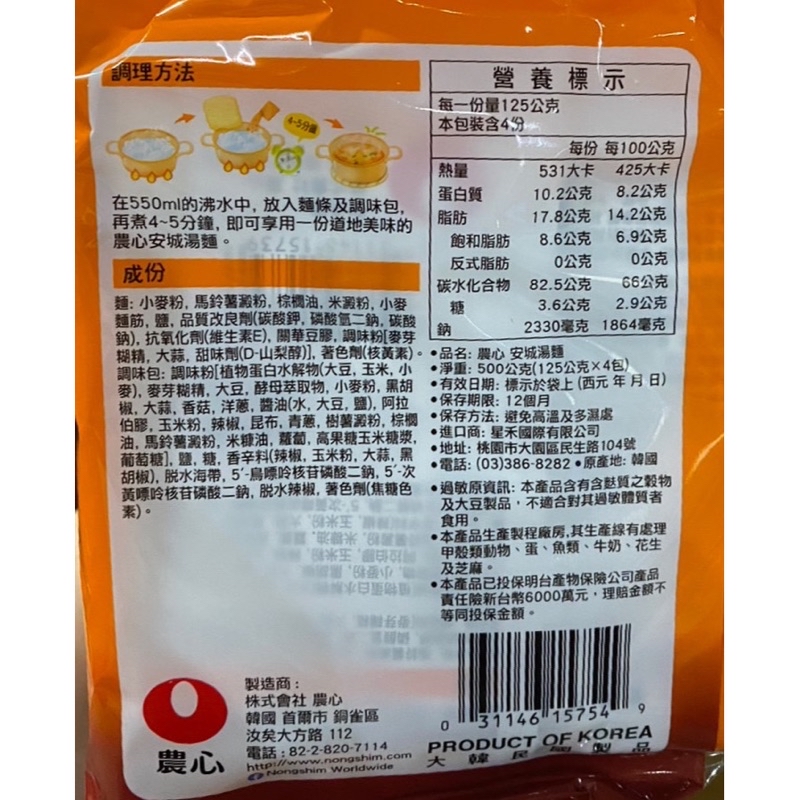 調理方法
4~5分鐘
在550ml的沸水中, 放入麵條及調味包,
再煮4~5分鐘, 即可享用一份道地美味的
農心安城湯麵。
成份
麵: 小麥粉, 馬鈴薯澱粉, 棕櫚油, 米澱粉, 小麥
麵筋, 鹽, 品質改良劑(碳酸鉀, 磷酸氫二鈉, 碳酸
鈉), 抗氧化劑(維生素E), 關華豆膠, 調味粉[麥芽
糊精, 大蒜, 甜味劑(D-山梨醇)], 著色劑(核黃素)。
調味包: 調味粉[植物蛋白水解物(大豆, 玉米, 小
麥), 麥芽糊精, 大豆, 酵母萃取物, 小麥粉, 黑胡
椒, 大蒜, 香菇, 洋蔥, 醬油(水, 大豆, 鹽), 阿拉
伯膠, 玉米粉, 辣椒, 昆布, 青蔥, 樹薯澱粉, 棕櫚
油, 馬鈴薯澱粉, 米糠油, 蘿蔔, 高果糖玉米糖漿,
葡萄糖], 鹽, 糖, 香辛料(辣椒, 玉米粉, 大蒜, 黑
胡椒), 脫水海帶, 5'-鳥嘌呤核苷磷酸二鈉, 5'-次
黃嘌呤核苷磷酸二鈉, 脫水辣椒, 著色劑(焦糖色
素)。
營養標示
每一份量125公克
本包裝含4份
每份 每100公克
熱量 531大卡 425大卡
蛋白質 10.2公克 8.2公克
脂肪 17.8公克 14.2公克
飽和脂肪 8.6公克 6.9公克
反式脂肪 0公克 0公克
碳水化合物 82.5公克 66公克
糖 3.6公克 2.9公克
鈉 2330毫克 1864毫克
•品名: 農心 安城湯麵
•淨重: 500公克(125公克×4包)
•有效日期: 標示於袋上 (西元 年 月 日)
•保存期限: 12個月
•保存方法: 避免高溫及多濕處
•進口商: 星禾國際有限公司
•地址: 桃園市大園區民生路104號
•電話: (03)386-8282 •原產地: 韓國
•過敏原資訊: 本產品含有含麩質之穀物
及大豆製品, 不適合對其過敏體質者
食用。
•本產品生產製程廠房,其生產線有處理
甲殼類動物、蛋、魚類、牛奶、花生
及芝麻。
•本產品已投保明台產物保險公司產品
責任險新台幣6000萬元,理賠金額不
等同投保金額。
農心
製造商:
株式會社 農心
韓國 首爾市 銅雀區
汝矣大方路 112
電話: 82-2-820-7114
http://www.nongshim.com
Nongshim Worldwide
0 31146 15754 9
PRODUCT OF KOREA
大韓民國製品